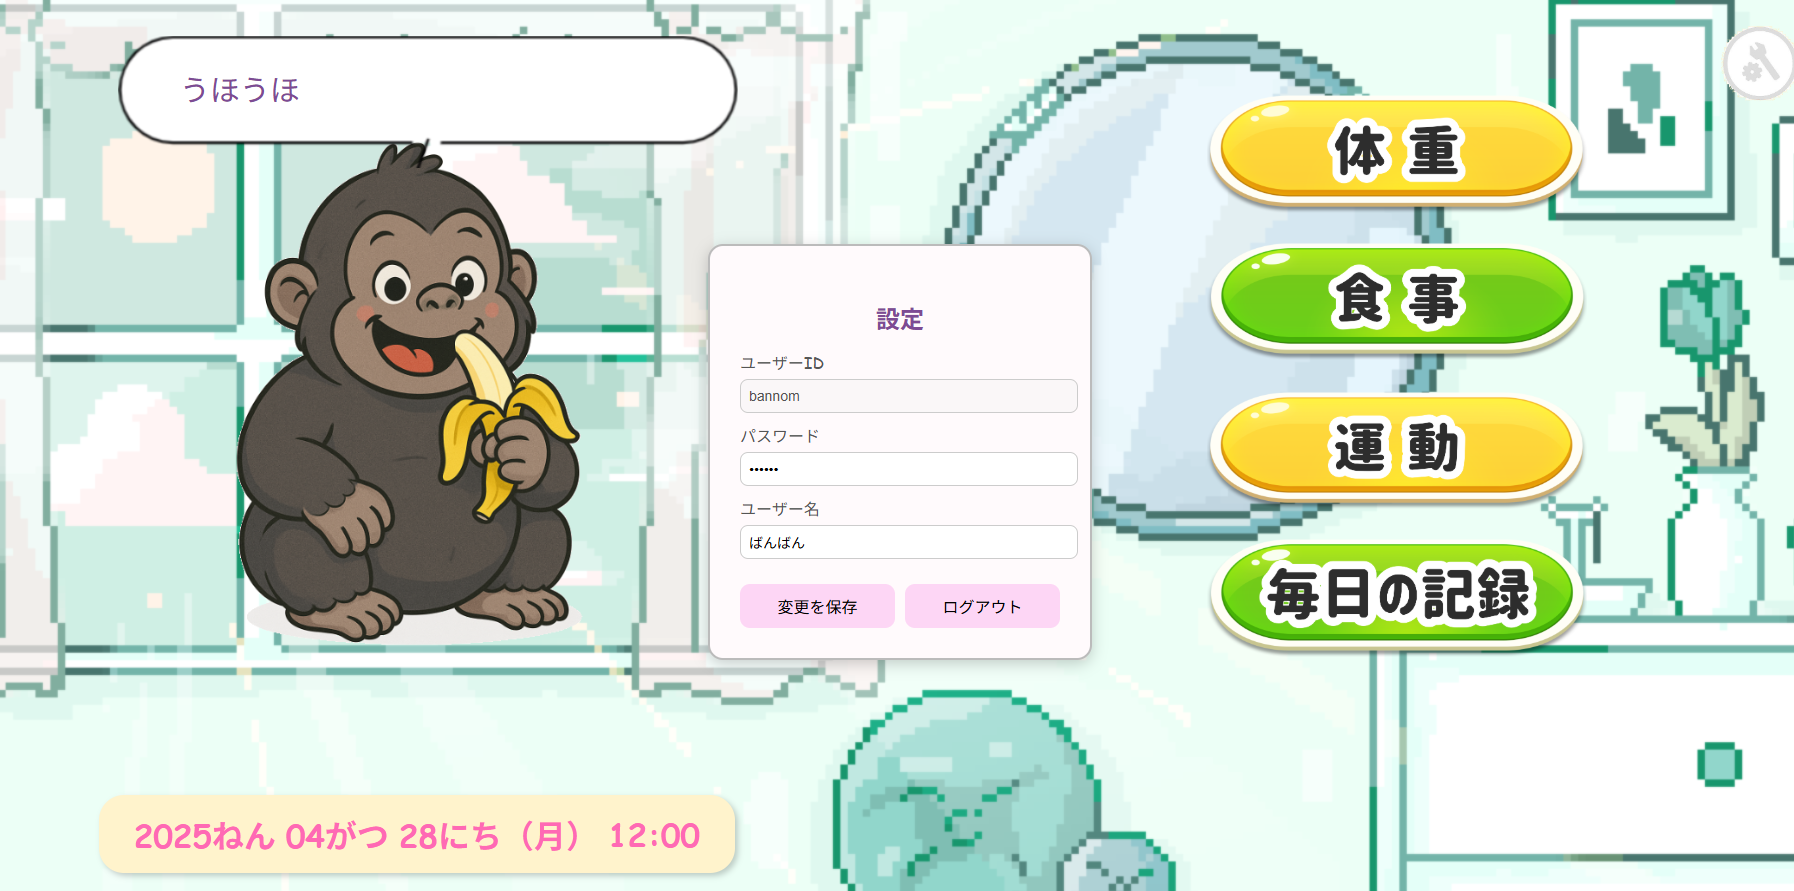 うほうほ
体重
食事
運動
毎日の記録
設定
ユーザーID
bannom
パスワード
••••••
ユーザー名
ばんばん
変更を保存
ログアウト
2025ねん 04がつ 28にち（月） 12:00